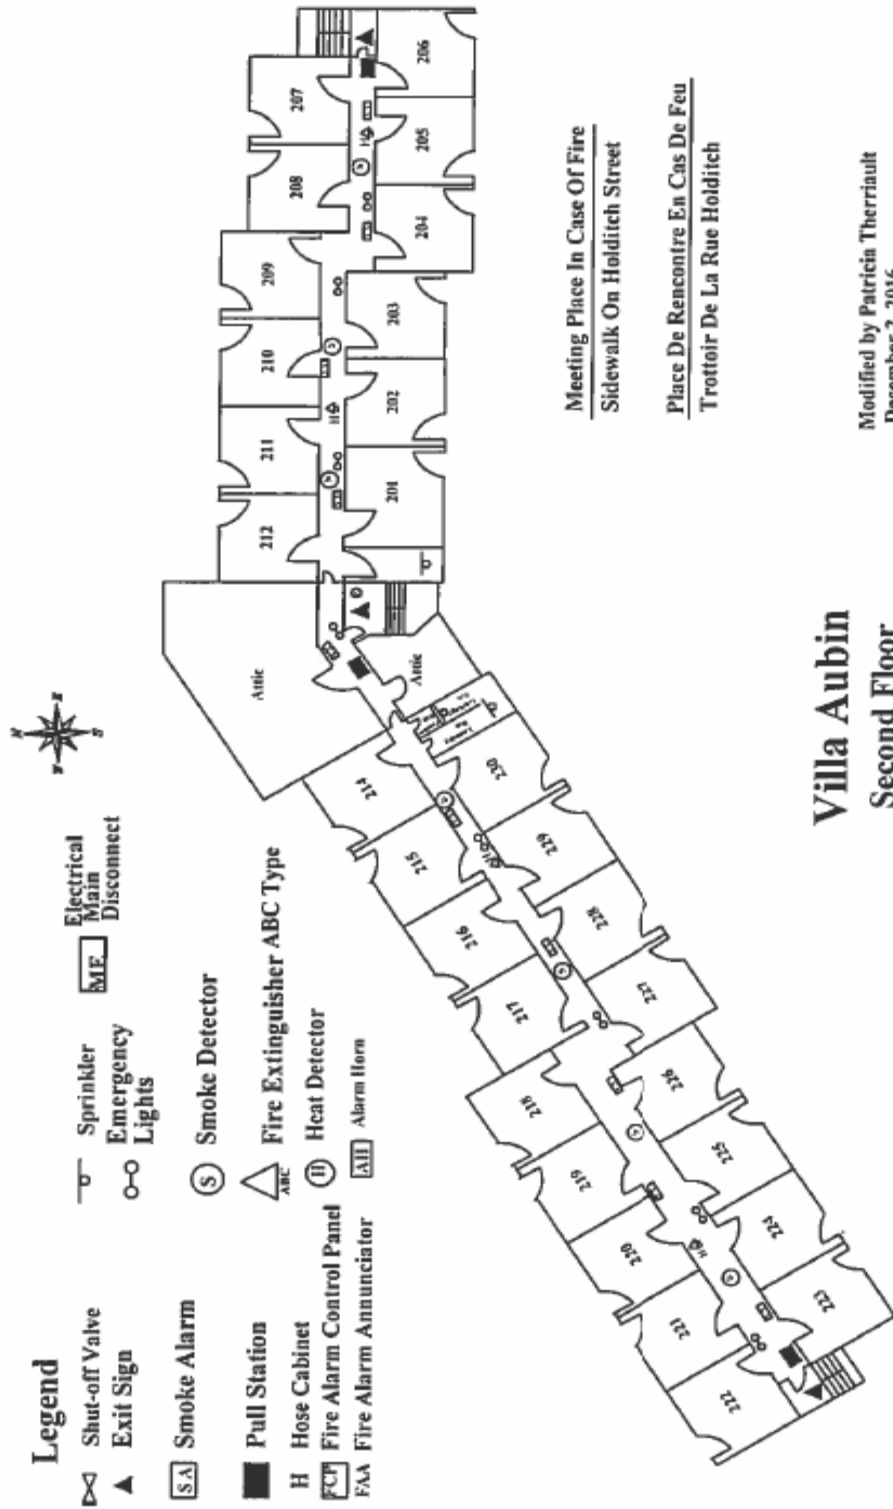 Legend
Shut-off Valve
Exit Sign
SA Smoke Alarm
Pull Station
H Hose Cabinet
FCP Fire Alarm Control Panel
FAA Fire Alarm Annunciator
Sprinkler
Emergency
Lights
S Smoke Detector
ABC Fire Extinguisher ABC Type
H Heat Detector
AH Alarm Horn
ME Electrical
Main
Disconnect
N
S
222
221
220
219
218
217
216
215
214
Attic
212
211
210
209
208
207
223
224
225
226
227
228
229
230
Attic
201
202
203
204
205
206
S
S
S
S
S
S
H
H
H
Villa Aubin
Second Floor
Meeting Place In Case Of Fire
Sidewalk On Holditch Street
Place De Rencontre En Cas De Feu
Trottoir De La Rue Holditch
Modified by Patricia Therriault
December 2, 2016